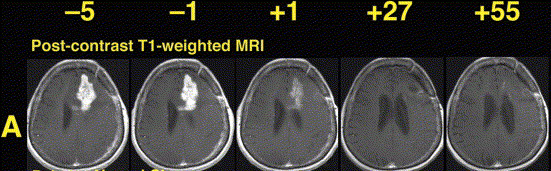 –5 –1 +1 +27 +55
Post-contrast T1-weighted MRI
A